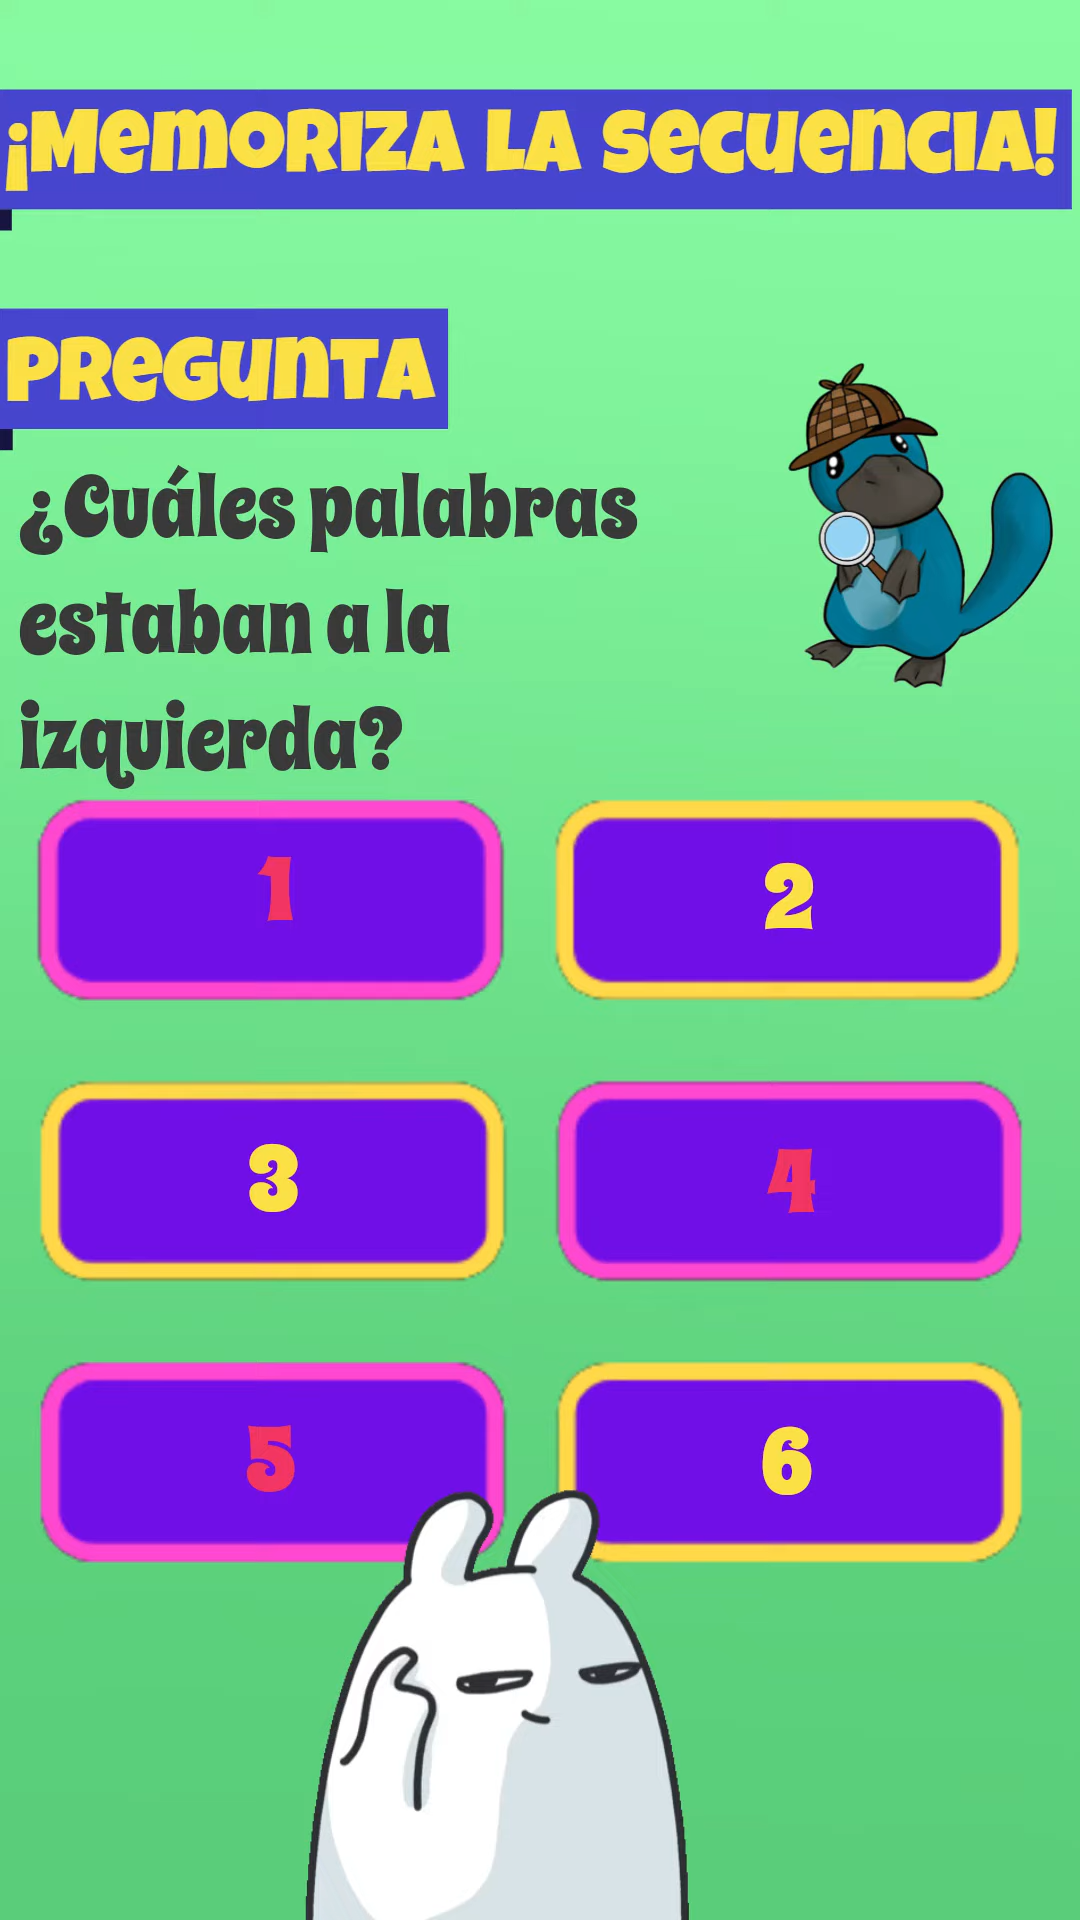 ¡Memoriza la secuencia!
Pregunta
¿Cuáles palabras
estaban a la
izquierda?
1
2
3
4
5
6